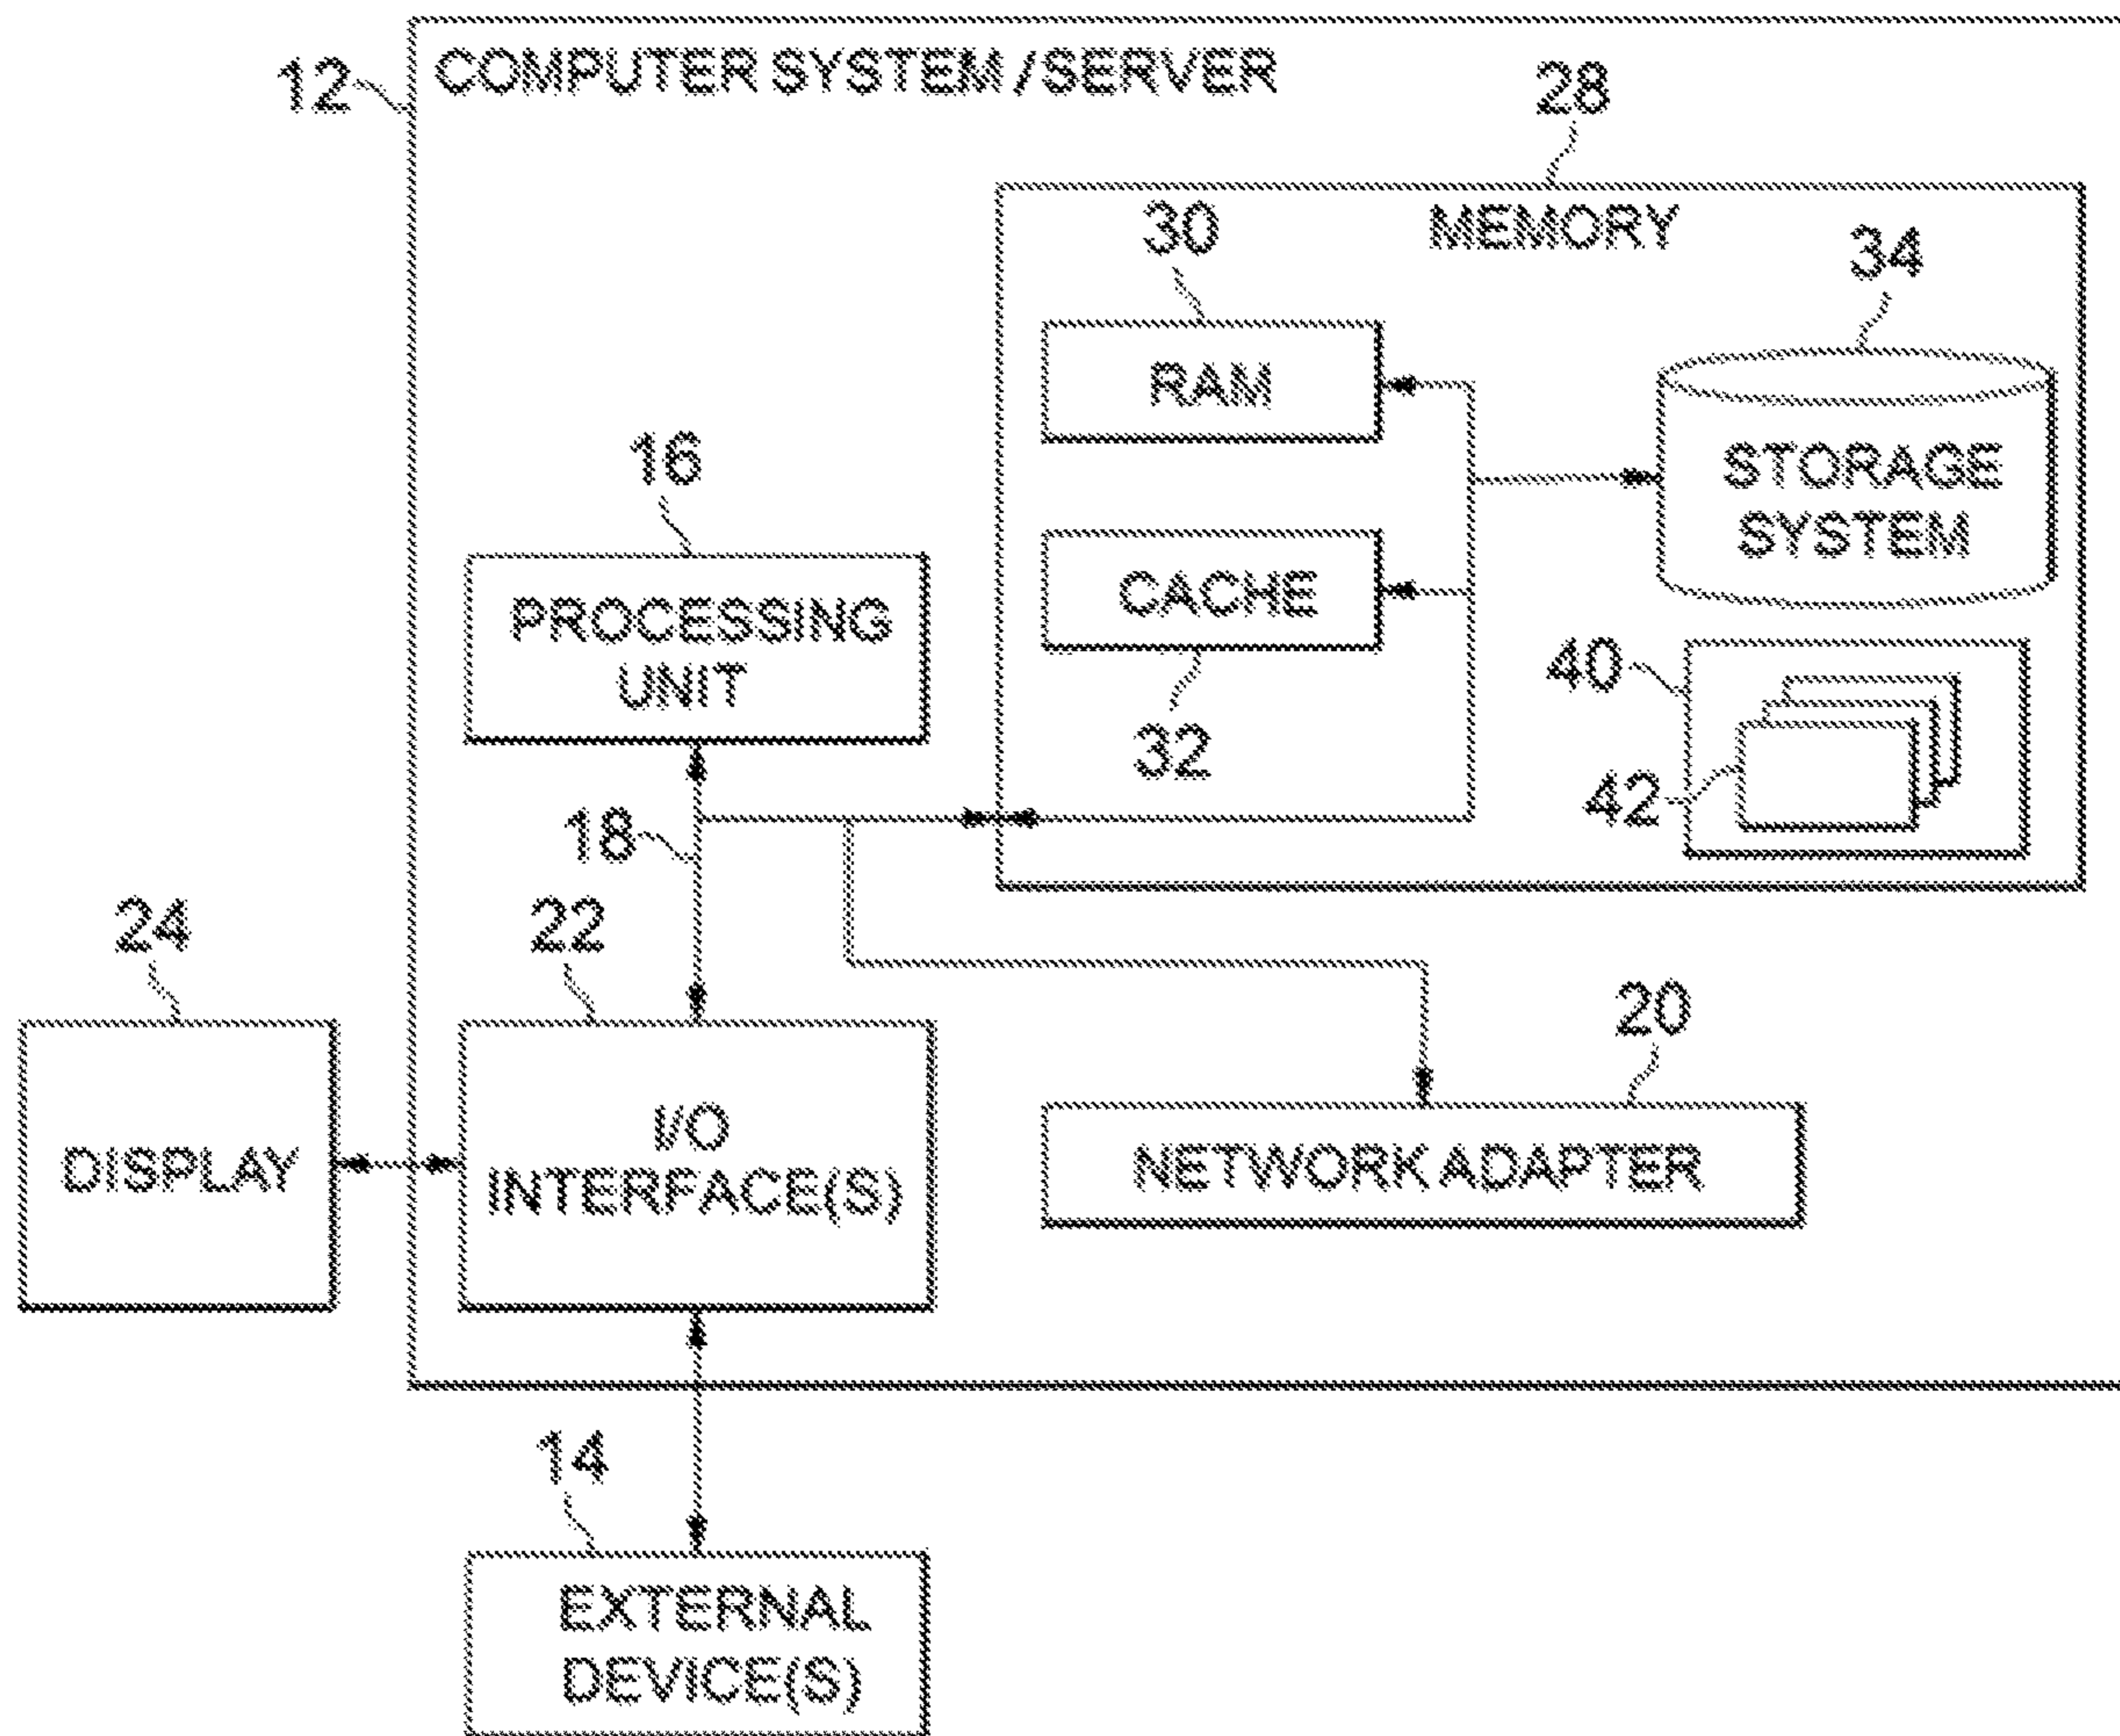 12
COMPUTER SYSTEM / SERVER
28
MEMORY
30
34
RAM
STORAGE
SYSTEM
16
CACHE
PROCESSING
UNIT
32
40
42
18
24
22
20
DISPLAY
I/O
INTERFACE(S)
NETWORK ADAPTER
14
EXTERNAL
DEVICE(S)